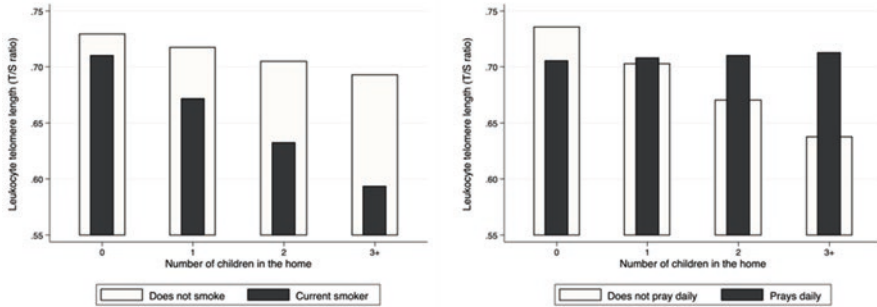 Leukocyte telomere length (T/S ratio)
.75
.70
.65
.60
.55
0
1
2
3+
Number of children in the home
Does not smoke
Current smoker
Leukocyte telomere length (T/S ratio)
.75
.70
.65
.60
.55
0
1
2
3+
Number of children in the home
Does not pray daily
Prays daily